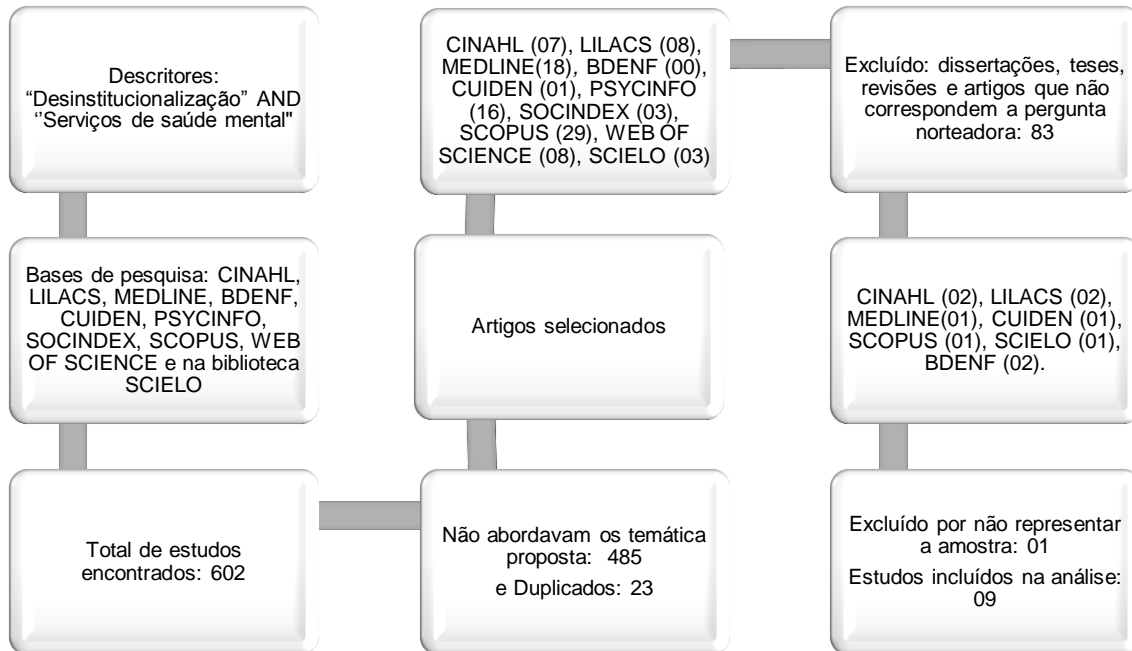 Descritores:
“Desinstitucionalização” AND
‘’Serviços de saúde mental"
Bases de pesquisa: CINAHL,
LILACS, MEDLINE, BDENF,
CUIDEN, PSYCINFO,
SOCINDEX, SCOPUS, WEB
OF SCIENCE e na biblioteca
SCIELO
Total de estudos
encontrados: 602
Não abordavam os temática
proposta: 485
e Duplicados: 23
Artigos selecionados
CINAHL (07), LILACS (08),
MEDLINE(18), BDENF (00),
CUIDEN (01), PSYCINFO
(16), SOCINDEX (03),
SCOPUS (29), WEB OF
SCIENCE (08), SCIELO (03)
Excluído: dissertações, teses,
revisões e artigos que não
correspondem a pergunta
norteadora: 83
CINAHL (02), LILACS (02),
MEDLINE(01), CUIDEN (01),
SCOPUS (01), SCIELO (01),
BDENF (02).
Excluído por não representar
a amostra: 01
Estudos incluídos na análise:
09